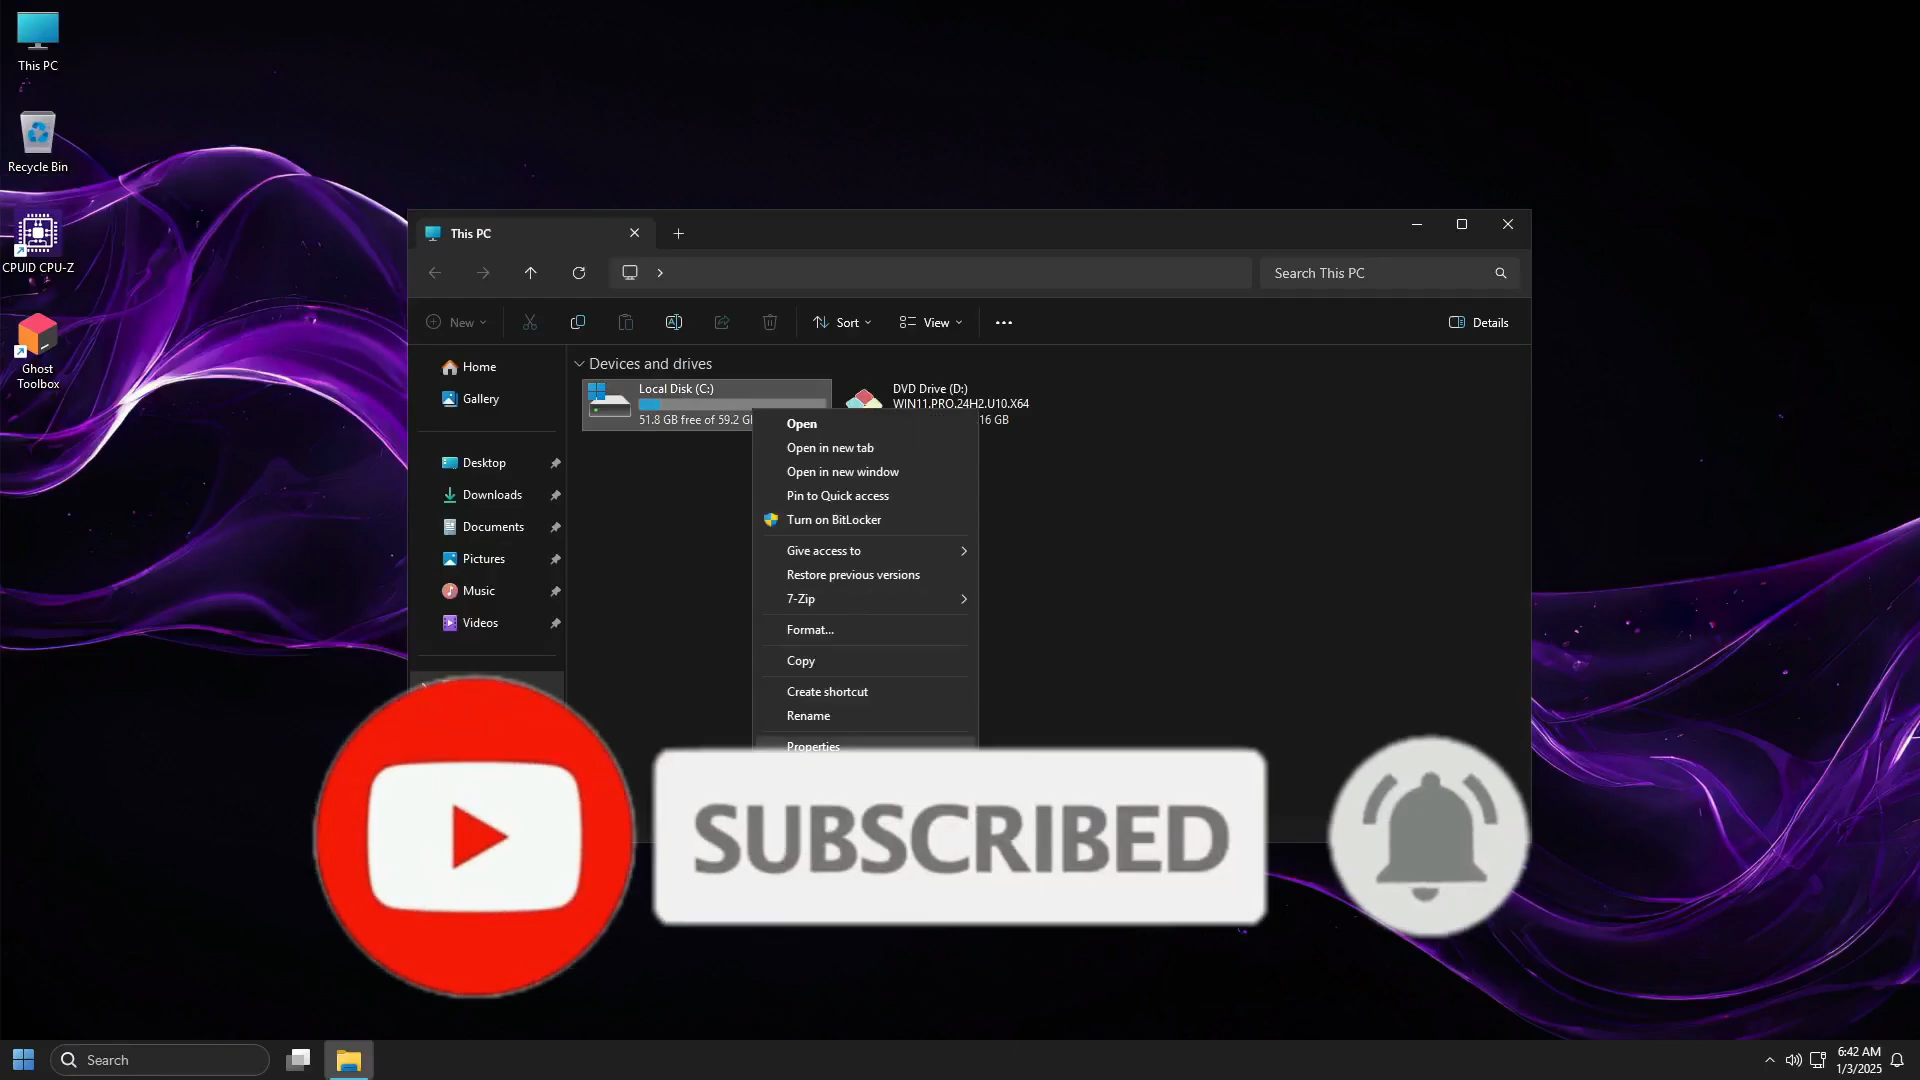 This PC
Recycle Bin
CPUID CPU-Z
Ghost
Toolbox
This PC
Search This PC
New
Sort
View
Details
Home
Gallery
Desktop
Downloads
Documents
Pictures
Music
Videos
Devices and drives
Local Disk (C:)
51.8 GB free of 59.2 G
DVD Drive (D:)
WIN11.PRO.24H2.U10.X64
16 GB
Open
Open in new tab
Open in new window
Pin to Quick access
Turn on BitLocker
Give access to
Restore previous versions
7-Zip
Format...
Copy
Create shortcut
Rename
Properties
SUBSCRIBED
Search
6:42 AM
1/3/2025